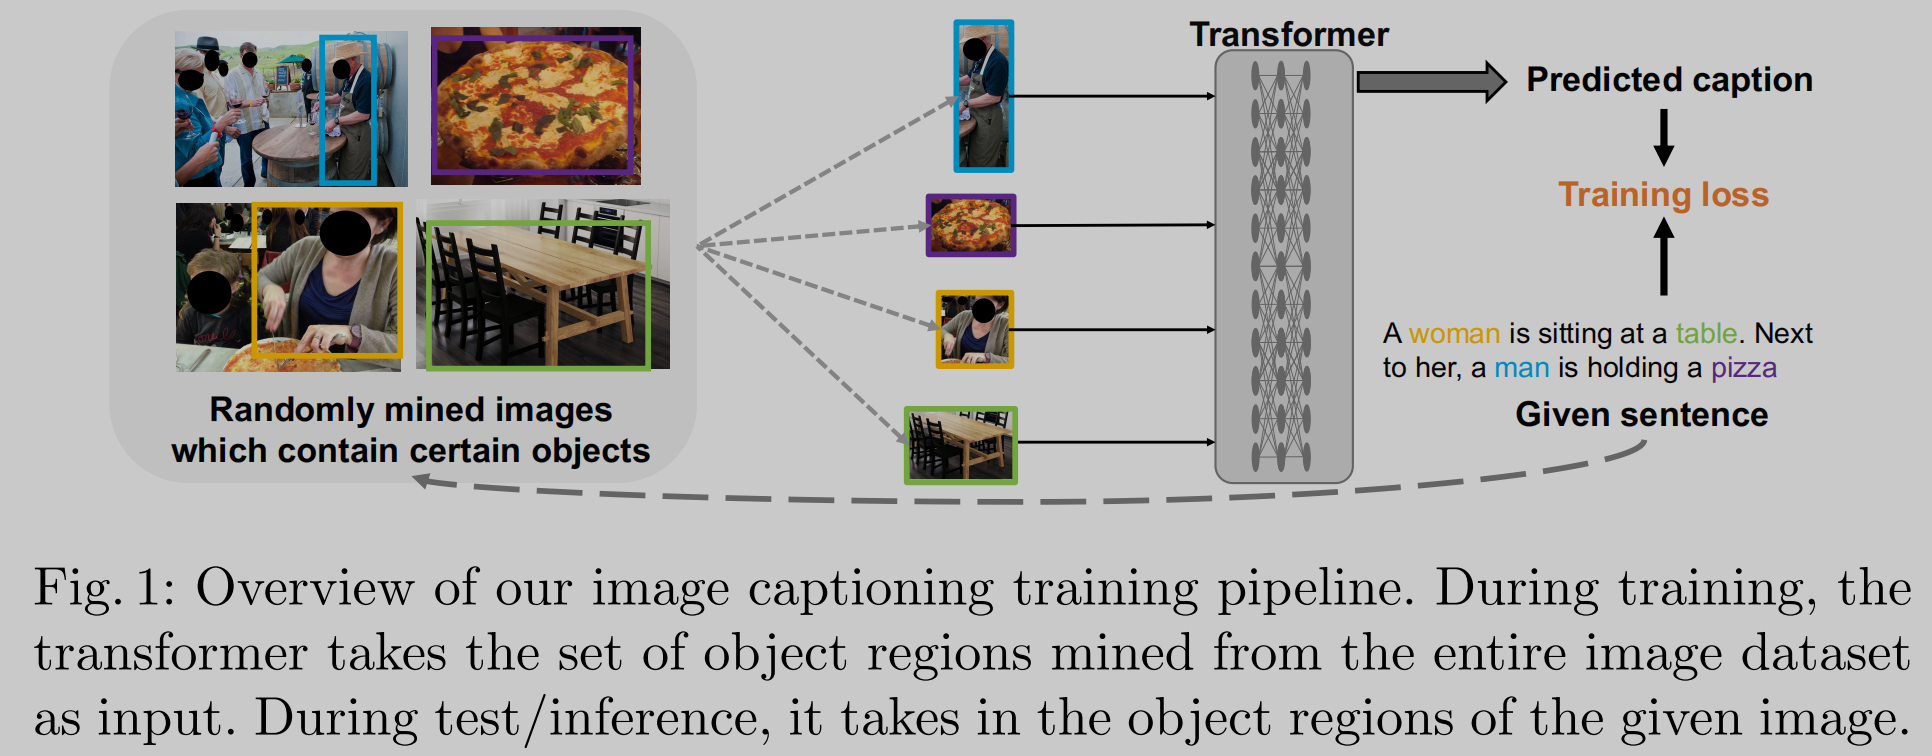 Transformer
Predicted caption
Training loss
A woman is sitting at a table. Next
to her, a man is holding a pizza
Given sentence
Randomly mined images
which contain certain objects
Fig. 1: Overview of our image captioning training pipeline. During training, the
transformer takes the set of object regions mined from the entire image dataset
as input. During test/inference, it takes in the object regions of the given image.